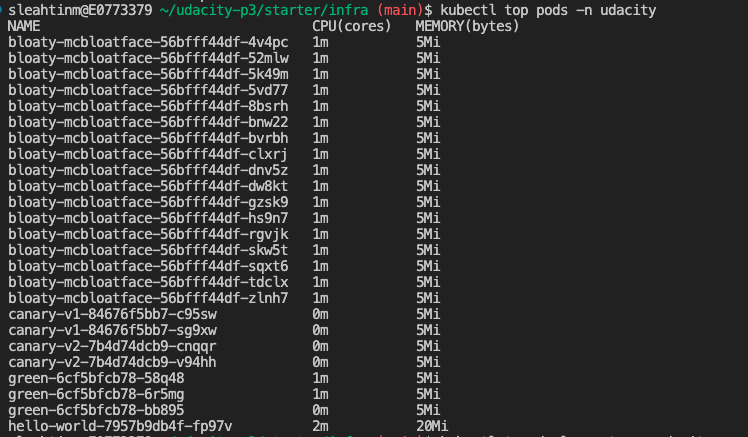 sleahtinm@E0773379 ~/udacity-p3/starter/infra (main)$ kubectl top pods -n udacity
NAME CPU(cores) MEMORY(bytes)
bloaty-mcbloatface-56bfff44df-4v4pc 1m 5Mi
bloaty-mcbloatface-56bfff44df-52mlw 1m 5Mi
bloaty-mcbloatface-56bfff44df-5k49m 1m 5Mi
bloaty-mcbloatface-56bfff44df-5vd77 1m 5Mi
bloaty-mcbloatface-56bfff44df-8bsrh 1m 5Mi
bloaty-mcbloatface-56bfff44df-bnw22 1m 5Mi
bloaty-mcbloatface-56bfff44df-bvrbh 1m 5Mi
bloaty-mcbloatface-56bfff44df-clxrj 1m 5Mi
bloaty-mcbloatface-56bfff44df-dnv5z 1m 5Mi
bloaty-mcbloatface-56bfff44df-dw8kt 1m 5Mi
bloaty-mcbloatface-56bfff44df-gzsk9 1m 5Mi
bloaty-mcbloatface-56bfff44df-hs9n7 1m 5Mi
bloaty-mcbloatface-56bfff44df-rgvjk 1m 5Mi
bloaty-mcbloatface-56bfff44df-skw5t 1m 5Mi
bloaty-mcbloatface-56bfff44df-sqxt6 1m 5Mi
bloaty-mcbloatface-56bfff44df-tdclx 1m 5Mi
bloaty-mcbloatface-56bfff44df-zlnh7 1m 5Mi
canary-v1-84676f5bb7-c95sw 0m 5Mi
canary-v1-84676f5bb7-sg9xw 0m 5Mi
canary-v2-7b4d74dcb9-cnqqr 0m 5Mi
canary-v2-7b4d74dcb9-v94hh 0m 5Mi
green-6cf5bfcb78-58q48 1m 5Mi
green-6cf5bfcb78-6r5mg 1m 5Mi
green-6cf5bfcb78-bb895 0m 5Mi
hello-world-7957b9db4f-fp97v 2m 20Mi